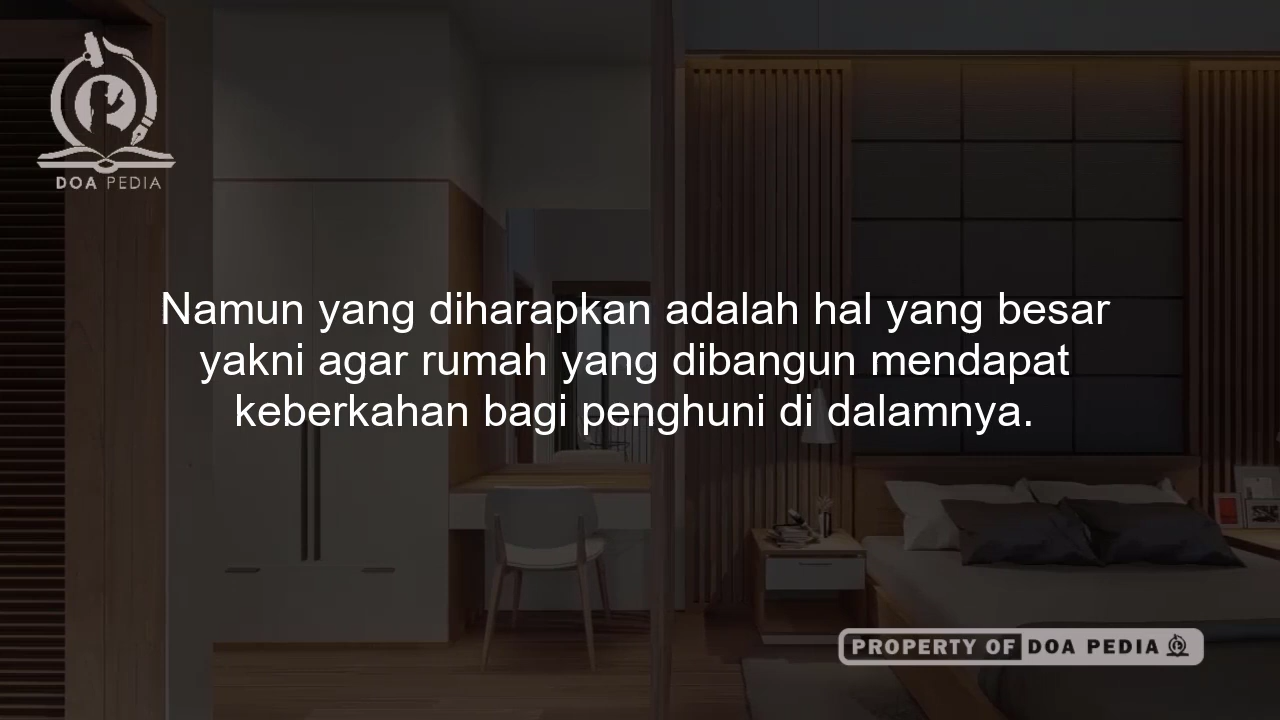 DOA PEDIA
Namun yang diharapkan adalah hal yang besar
yakni agar rumah yang dibangun mendapat
keberkahan bagi penghuni di dalamnya.
PROPERTY OF DOA PEDIA